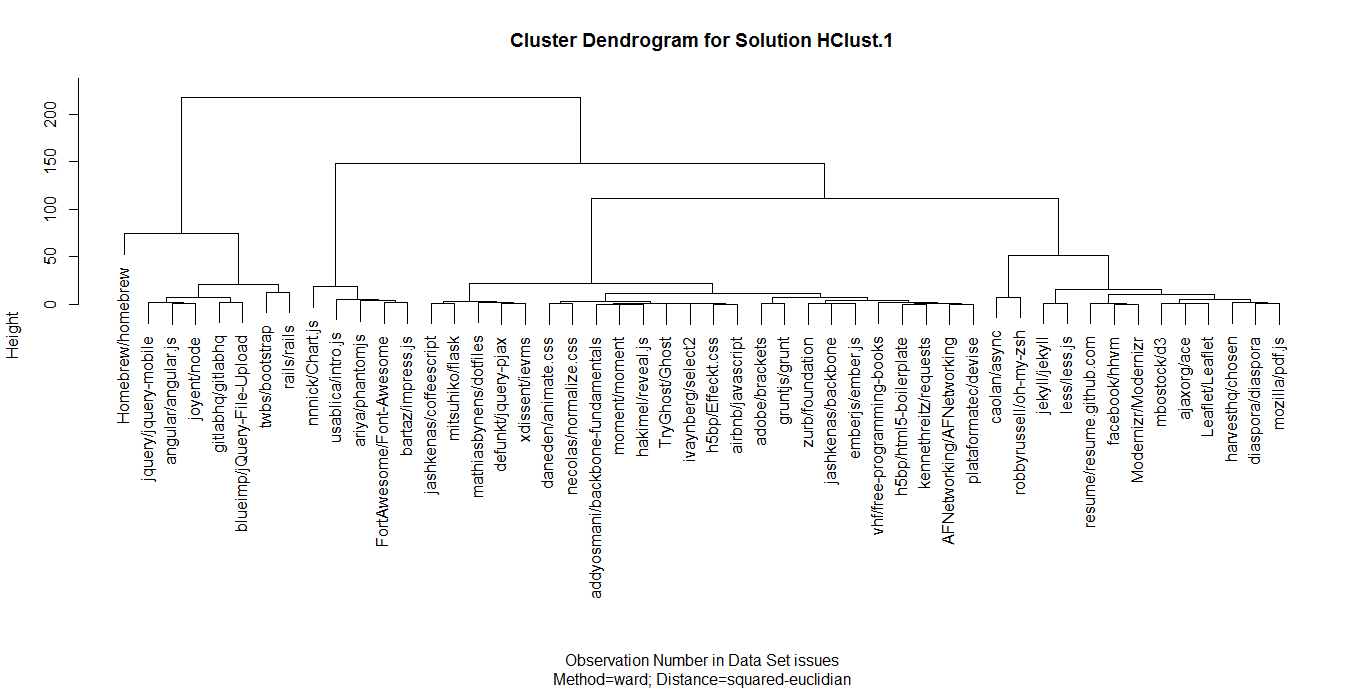 Cluster Dendrogram for Solution HClust.1
Height
200
150
100
50
0
Homebrew/homebrew
jquery/jquery-mobile
angular/angular.js
joyent/node
gitlabhq/gitlabhq
blueimp/jQuery-File-Upload
twbs/bootstrap
rails/rails
nnnick/Chart.js
usablica/intro.js
ariya/phantomjs
FortAwesome/Font-Awesome
bartaz/impress.js
jashkenas/coffeescript
mitsuhiko/flask
mathiasbynens/dotfiles
defunkt/jquery-pjax
xdissent/ievms
daneden/animate.css
necolas/normalize.css
addyosmani/backbone-fundamentals
moment/moment
hakimel/reveal.js
TryGhost/Ghost
ivaynberg/select2
h5bp/Effeckt.css
airbnb/javascript
adobe/brackets
gruntjs/grunt
zurb/foundation
jashkenas/backbone
emberjs/ember.js
vhf/free-programming-books
h5bp/html5-boilerplate
kennethreitz/requests
AFNetworking/AFNetworking
plataformatec/devise
caolan/async
robbyrussell/oh-my-zsh
jekyll/jekyll
less/less.js
resume/resume.github.com
facebook/hhvm
Modernizr/Modernizr
mbostock/d3
ajaxorg/ace
Leaflet/Leaflet
harvesthq/chosen
diaspora/diaspora
mozilla/pdf.js
Observation Number in Data Set issues
Method=ward; Distance=squared-euclidian